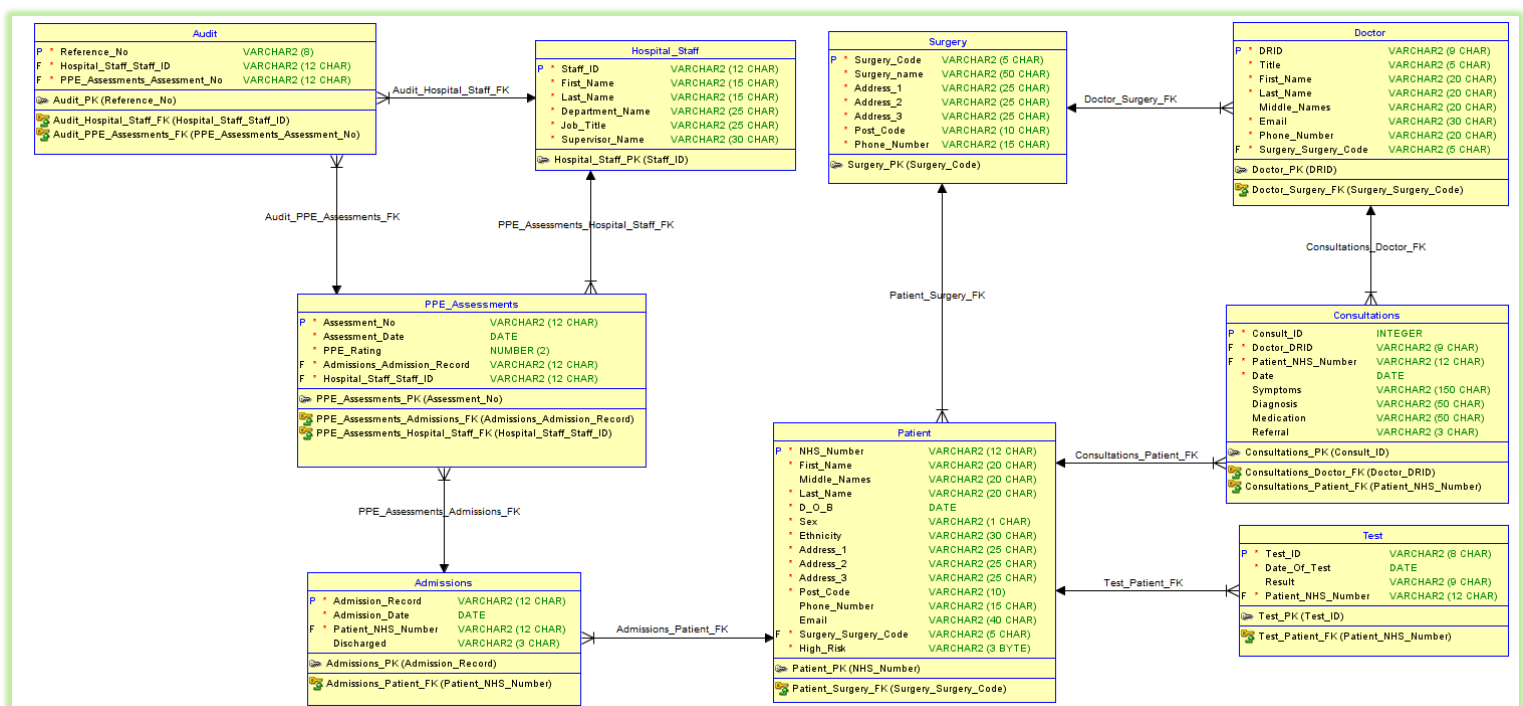 Audit
P * Reference_No VARCHAR2 (8)
F * Hospital_Staff_Staff_ID VARCHAR2 (12 CHAR)
F * PPE_Assessments_Assessment_No VARCHAR2 (12 CHAR)
Audit_PK (Reference_No)
Audit_Hospital_Staff_FK (Hospital_Staff_Staff_ID)
Audit_PPE_Assessments_FK (PPE_Assessments_Assessment_No)
Audit_Hospital_Staff_FK
Hospital_Staff
P * Staff_ID VARCHAR2 (12 CHAR)
* First_Name VARCHAR2 (15 CHAR)
* Last_Name VARCHAR2 (15 CHAR)
* Department_Name VARCHAR2 (25 CHAR)
* Job_Title VARCHAR2 (25 CHAR)
* Supervisor_Name VARCHAR2 (30 CHAR)
Hospital_Staff_PK (Staff_ID)
Surgery
P * Surgery_Code VARCHAR2 (5 CHAR)
* Surgery_name VARCHAR2 (50 CHAR)
* Address_1 VARCHAR2 (25 CHAR)
* Address_2 VARCHAR2 (25 CHAR)
* Address_3 VARCHAR2 (25 CHAR)
* Post_Code VARCHAR2 (10 CHAR)
* Phone_Number VARCHAR2 (15 CHAR)
Surgery_PK (Surgery_Code)
Doctor_Surgery_FK
Doctor
P * DRID VARCHAR2 (9 CHAR)
* Title VARCHAR2 (5 CHAR)
* First_Name VARCHAR2 (20 CHAR)
* Last_Name VARCHAR2 (20 CHAR)
Middle_Names VARCHAR2 (20 CHAR)
* Email VARCHAR2 (30 CHAR)
* Phone_Number VARCHAR2 (20 CHAR)
F * Surgery_Surgery_Code VARCHAR2 (5 CHAR)
Doctor_PK (DRID)
Doctor_Surgery_FK (Surgery_Surgery_Code)
Audit_PPE_Assessments_FK
PPE_Assessments_Hospital_Staff_FK
Patient_Surgery_FK
Consultations_Doctor_FK
PPE_Assessments
P * Assessment_No VARCHAR2 (12 CHAR)
* Assessment_Date DATE
* PPE_Rating NUMBER (2)
F * Admissions_Admission_Record VARCHAR2 (12 CHAR)
F * Hospital_Staff_Staff_ID VARCHAR2 (12 CHAR)
PPE_Assessments_PK (Assessment_No)
PPE_Assessments_Admissions_FK (Admissions_Admission_Record)
PPE_Assessments_Hospital_Staff_FK (Hospital_Staff_Staff_ID)
Consultations
P * Consult_ID INTEGER
F * Doctor_DRID VARCHAR2 (9 CHAR)
F * Patient_NHS_Number VARCHAR2 (12 CHAR)
* Date DATE
Symptoms VARCHAR2 (150 CHAR)
Diagnosis VARCHAR2 (50 CHAR)
Medication VARCHAR2 (50 CHAR)
Referral VARCHAR2 (3 CHAR)
Consultations_PK (Consult_ID)
Consultations_Doctor_FK (Doctor_DRID)
Consultations_Patient_FK (Patient_NHS_Number)
Consultations_Patient_FK
Patient
P * NHS_Number VARCHAR2 (12 CHAR)
* First_Name VARCHAR2 (20 CHAR)
Middle_Names VARCHAR2 (20 CHAR)
* Last_Name VARCHAR2 (20 CHAR)
* D_O_B DATE
* Sex VARCHAR2 (1 CHAR)
* Ethnicity VARCHAR2 (30 CHAR)
* Address_1 VARCHAR2 (25 CHAR)
* Address_2 VARCHAR2 (25 CHAR)
* Address_3 VARCHAR2 (25 CHAR)
* Post_Code VARCHAR2 (10)
Phone_Number VARCHAR2 (15 CHAR)
Email VARCHAR2 (40 CHAR)
F * Surgery_Surgery_Code VARCHAR2 (5 CHAR)
* High_Risk VARCHAR2 (3 BYTE)
Patient_PK (NHS_Number)
Patient_Surgery_FK (Surgery_Surgery_Code)
PPE_Assessments_Admissions_FK
Test_Patient_FK
Test
P * Test_ID VARCHAR2 (8 CHAR)
* Date_Of_Test DATE
Result VARCHAR2 (9 CHAR)
F * Patient_NHS_Number VARCHAR2 (12 CHAR)
Test_PK (Test_ID)
Test_Patient_FK (Patient_NHS_Number)
Admissions
P * Admission_Record VARCHAR2 (12 CHAR)
* Admission_Date DATE
F * Patient_NHS_Number VARCHAR2 (12 CHAR)
Discharged VARCHAR2 (3 CHAR)
Admissions_PK (Admission_Record)
Admissions_Patient_FK (Patient_NHS_Number)
Admissions_Patient_FK